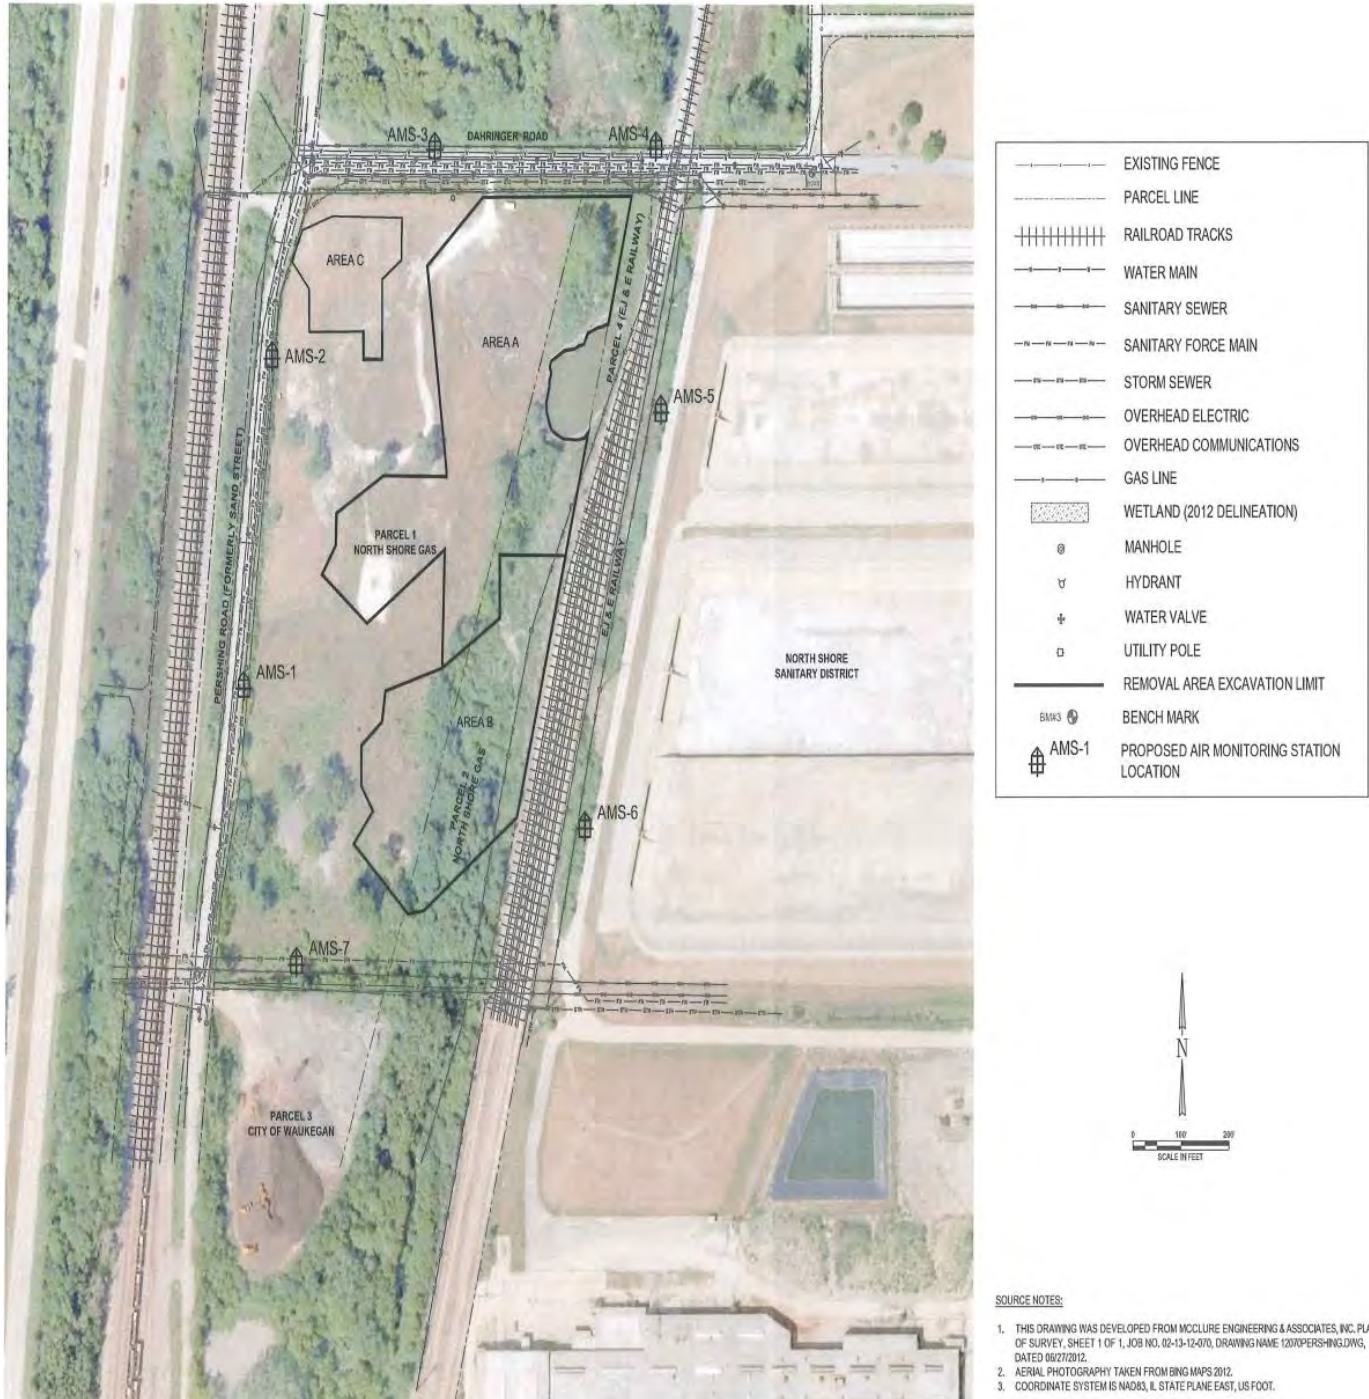 AMS-3
DAHRINGER ROAD
AMS-4
AREA C
AREA A
PARCEL 4 (EJ & E RAILWAY)
AMS-2
AMS-5
PERSHING ROAD (FORMERLY SAND STREET)
PARCEL 1
NORTH SHORE GAS
EJ & E RAILWAY
AMS-1
NORTH SHORE
SANITARY DISTRICT
AREA B
PARCEL 2
NORTH SHORE GAS
AMS-6
AMS-7
PARCEL 3
CITY OF WAUKEGAN
EXISTING FENCE
PARCEL LINE
RAILROAD TRACKS
WATER MAIN
SANITARY SEWER
SANITARY FORCE MAIN
STORM SEWER
OVERHEAD ELECTRIC
OVERHEAD COMMUNICATIONS
GAS LINE
WETLAND (2012 DELINEATION)
MANHOLE
HYDRANT
WATER VALVE
UTILITY POLE
REMOVAL AREA EXCAVATION LIMIT
BM#3 BENCH MARK
AMS-1 PROPOSED AIR MONITORING STATION
LOCATION
N
0 100' 200'
SCALE IN FEET
SOURCE NOTES:
1. THIS DRAWING WAS DEVELOPED FROM MCCLURE ENGINEERING & ASSOCIATES, INC. PLA
OF SURVEY, SHEET 1 OF 1, JOB NO. 02-13-12-070, DRAWING NAME 12070PERSHING.DWG,
DATED 06/27/2012.
2. AERIAL PHOTOGRAPHY TAKEN FROM BING MAPS 2012.
3. COORDINATE SYSTEM IS NAD83, IL STATE PLANE EAST, US FOOT.